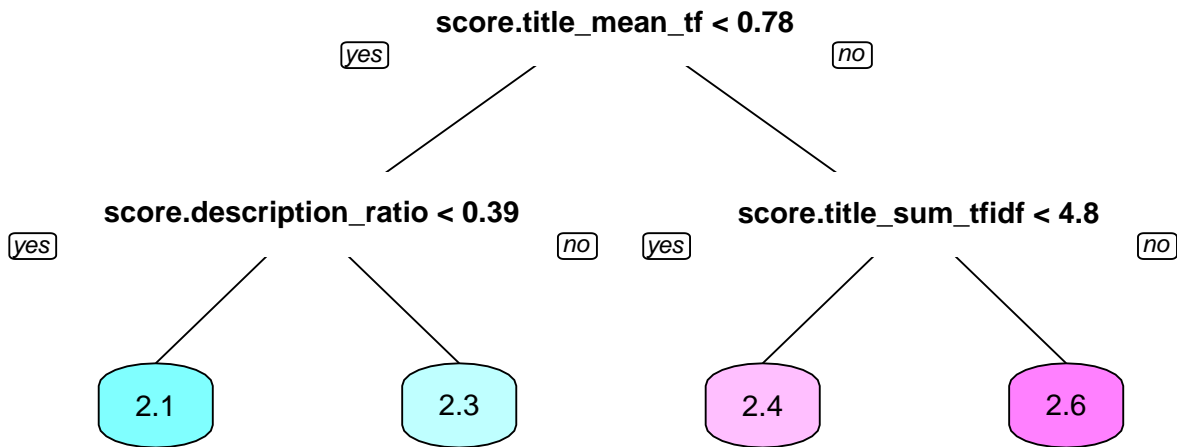 score.title_mean_tf < 0.78
yes
no
score.description_ratio < 0.39
score.title_sum_tfidf < 4.8
yes
no
yes
no
2.1
2.3
2.4
2.6